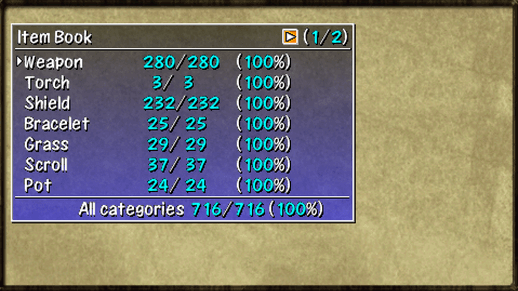 Item Book (1/2)
Weapon 280/280 (100%)
Torch 3/ 3 (100%)
Shield 232/232 (100%)
Bracelet 25/ 25 (100%)
Grass 29/ 29 (100%)
Scroll 37/ 37 (100%)
Pot 24/ 24 (100%)
All categories 716/716 (100%)